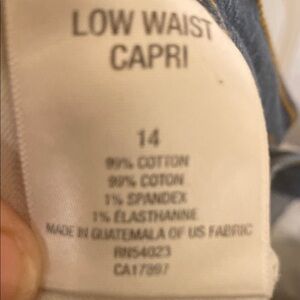 LOW WAIST
CAPRI
14
99% COTTON
99% COTON
1% SPANDEX
1% ÉLASTHANNE
MADE IN GUATEMALA OF US FABRIC
RN54023
CA17897